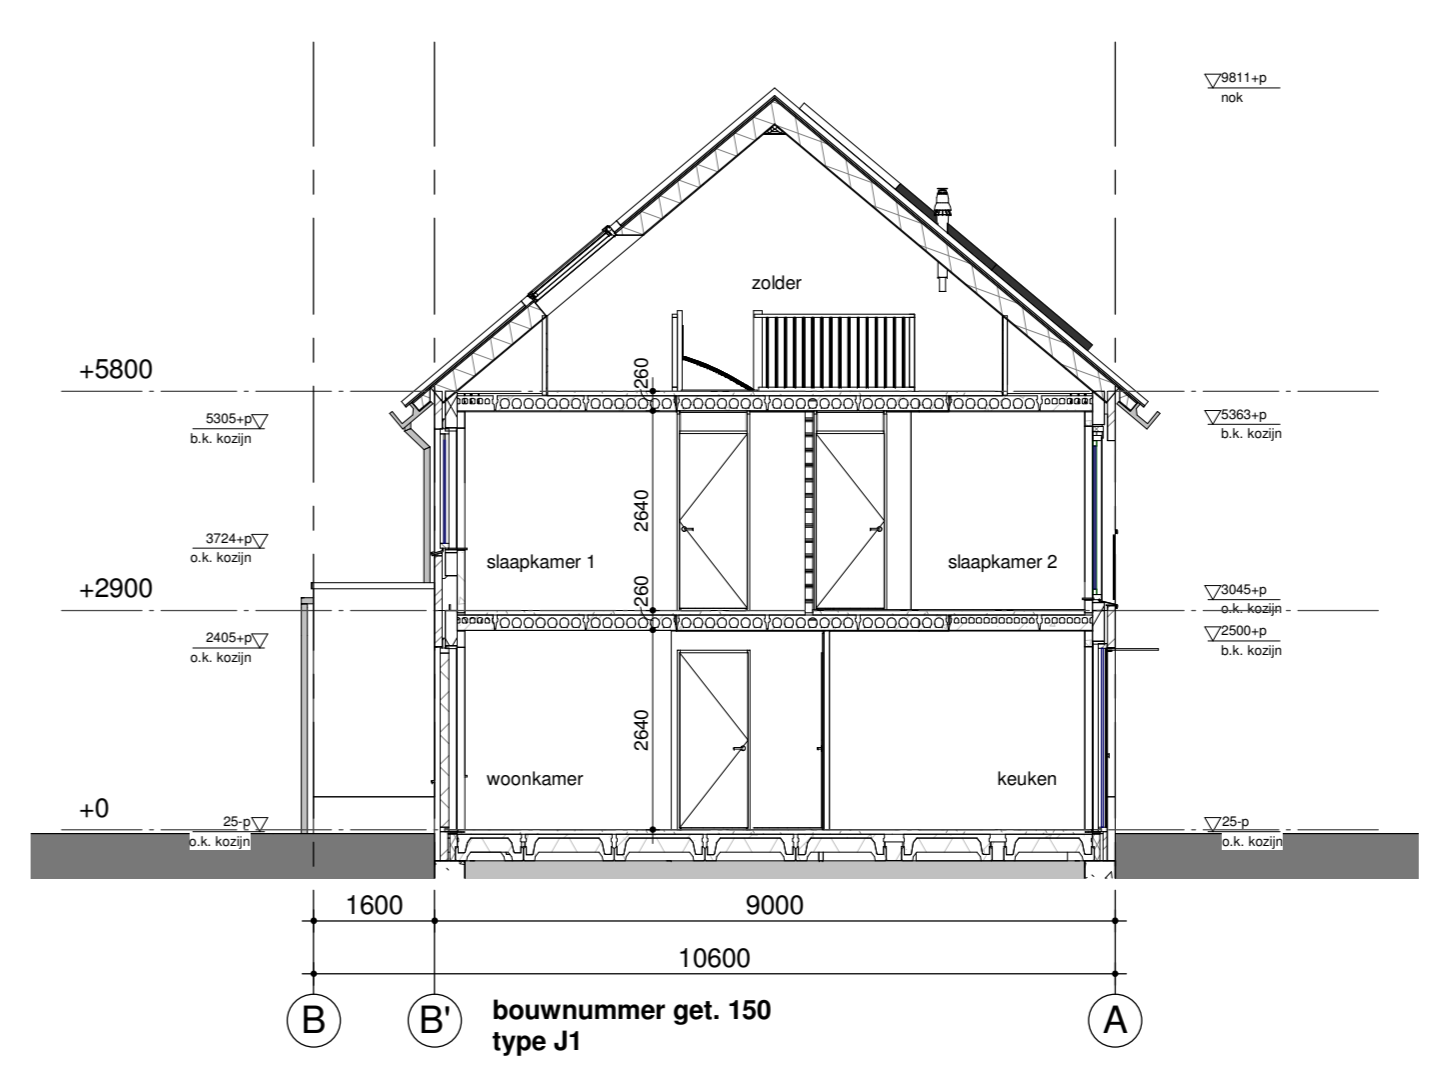 9811+p
nok
zolder
+5800
260
5305+p
b.k. kozijn
5363+p
b.k. kozijn
2640
3724+p
o.k. kozijn
slaapkamer 1
slaapkamer 2
+2900
260
3045+p
o.k. kozijn
2405+p
o.k. kozijn
2500+p
b.k. kozijn
2640
woonkamer
keuken
+0
25-p
o.k. kozijn
25-p
o.k. kozijn
1600
9000
10600
B
B'
A
bouwnummer get. 150
type J1